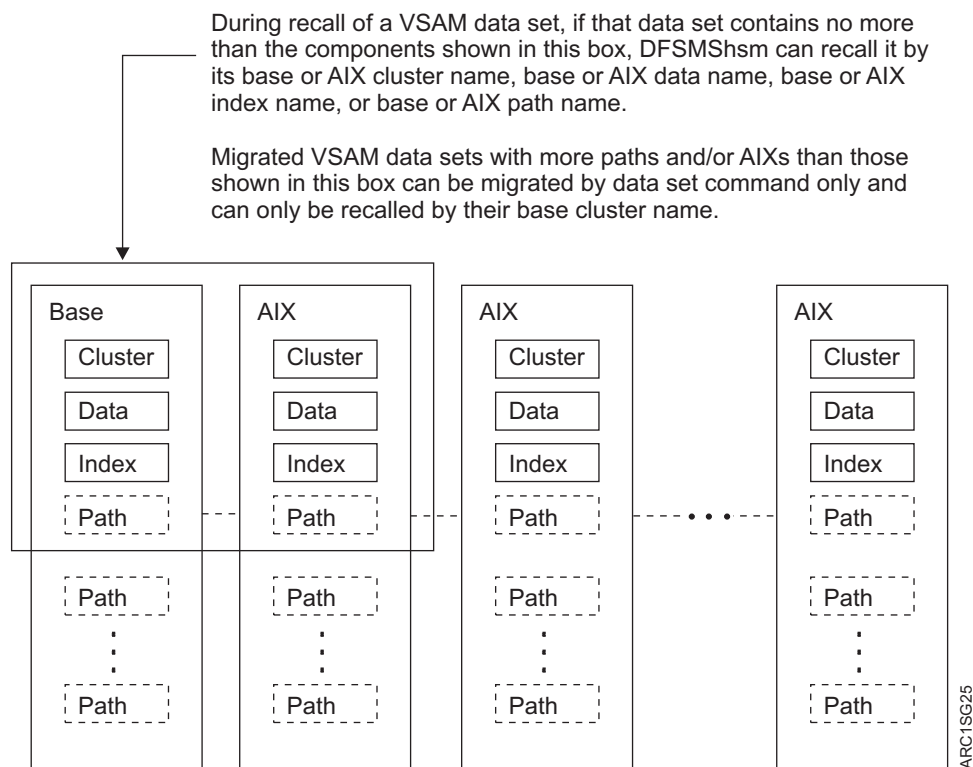 During recall of a VSAM data set, if that data set contains no more
than the components shown in this box, DFSMShsm can recall it by
its base or AIX cluster name, base or AIX data name, base or AIX
index name, or base or AIX path name.
Migrated VSAM data sets with more paths and/or AIXs than those
shown in this box can be migrated by data set command only and
can only be recalled by their base cluster name.
Base
Cluster
Data
Index
Path
Path
Path
AIX
Cluster
Data
Index
Path
Path
Path
AIX
Cluster
Data
Index
Path
Path
Path
AIX
Cluster
Data
Index
Path
Path
Path
ARC1SG25